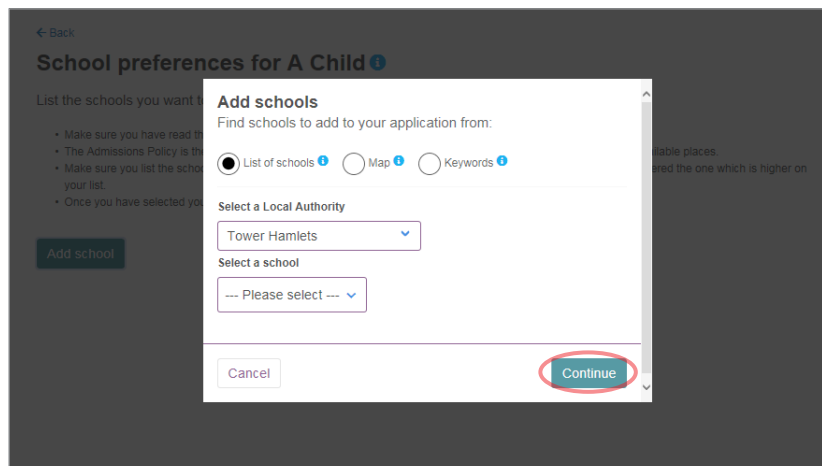 Back
School preferences for A Child
List the schools you want t
• Make sure you have read th
• The Admissions Policy is the
ilable places.
• Make sure you list the schoo
ered the one which is higher on
your list.
• Once you have selected you
Add school
Add schools
Find schools to add to your application from:
List of schools Map Keywords
Select a Local Authority
Tower Hamlets
Select a school
--- Please select ---
Cancel Continue